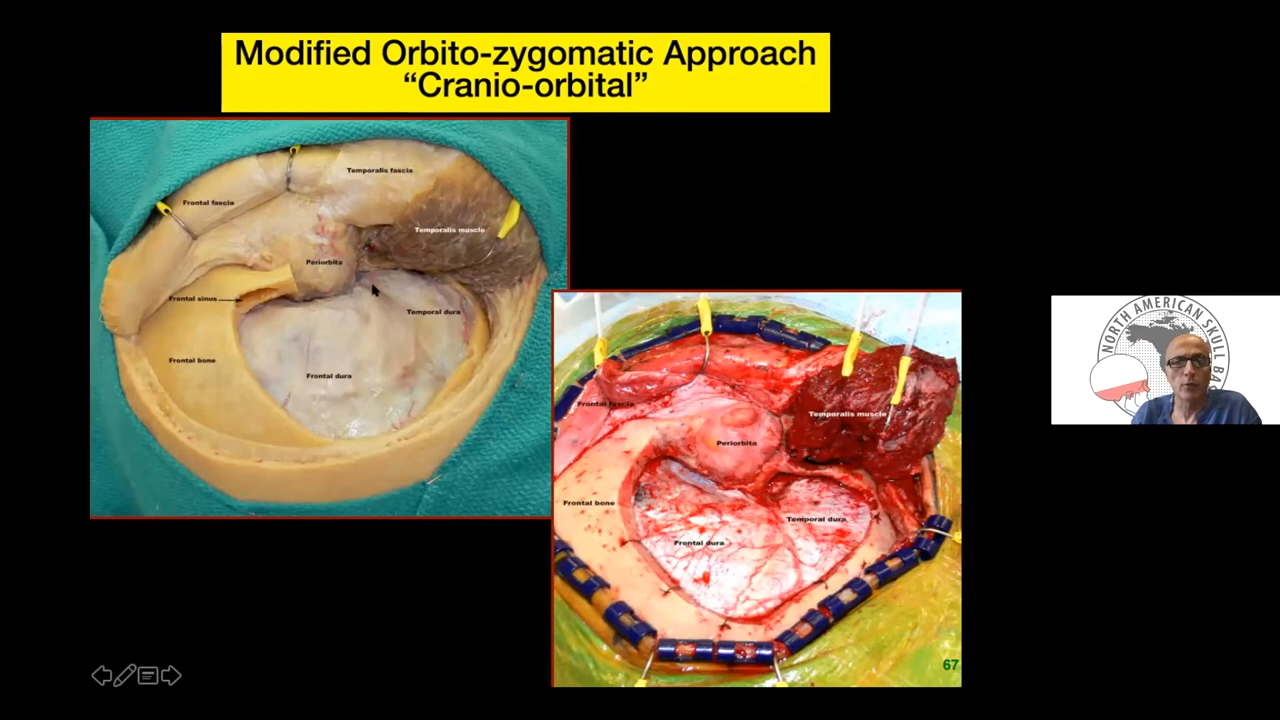 Modified Orbito-zygomatic Approach
“Cranio-orbital”
Temporalis fascia
Frontal fascia
Temporalis muscle
Periorbita
Frontal sinus
Temporal dura
Frontal bone
Frontal dura
Frontal fascia
Temporalis muscle
Periorbita
Frontal bone
Temporal dura
Frontal dura
67
NORTH AMERICAN SKULL BA